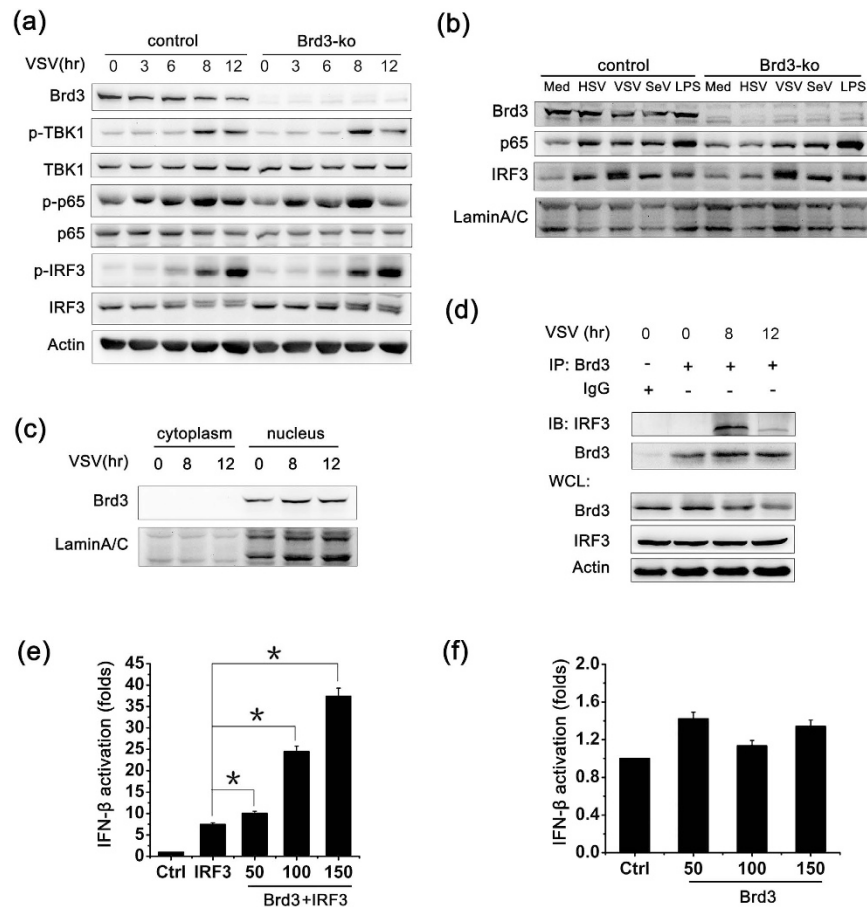 (a)
control Brd3-ko
VSV(hr) 0 3 6 8 12 0 3 6 8 12
Brd3
p-TBK1
TBK1
p-p65
p65
p-IRF3
IRF3
Actin
(b)
control Brd3-ko
Med HSV VSV SeV LPS Med HSV VSV SeV LPS
Brd3
p65
IRF3
LaminA/C
(c)
cytoplasm nucleus
VSV(hr) 0 8 12 0 8 12
Brd3
LaminA/C
(d)
VSV (hr) 0 0 8 12
IP: Brd3 - + + +
IgG + - - -
IB: IRF3
Brd3
WCL:
Brd3
IRF3
Actin
(e)
IFN-β activation (folds)
45
40
35
30
25
20
15
10
5
0
* * *
Ctrl IRF3 50 100 150
Brd3+IRF3
(f)
IFN-β activation (folds)
2.0
1.6
1.2
0.8
0.4
0.0
Ctrl 50 100 150
Brd3